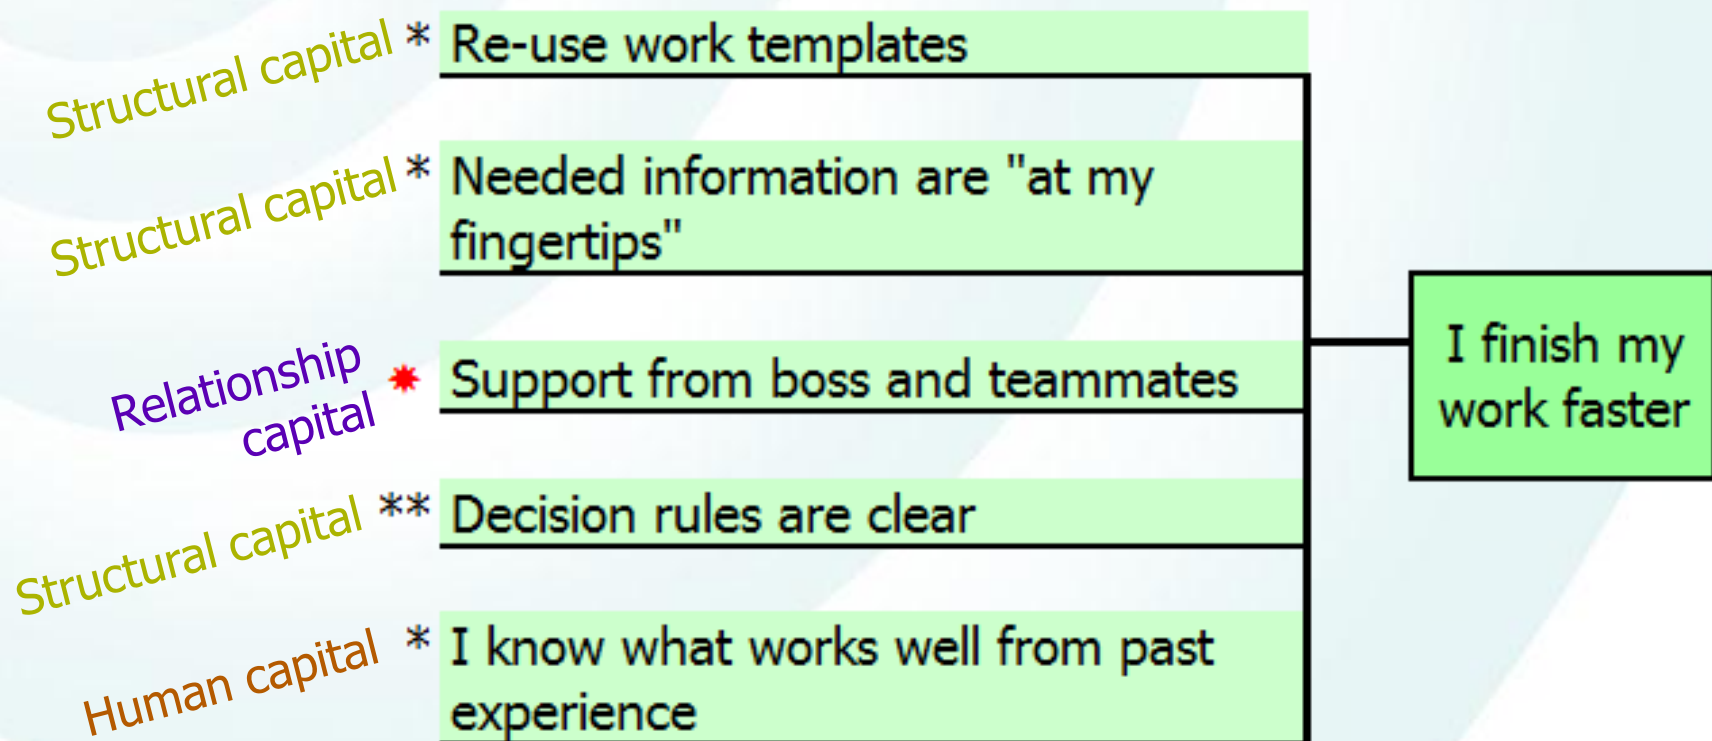 Structural capital * Re-use work templates
Structural capital * Needed information are "at my
fingertips"
I finish my
work faster
Relationship
capital
* Support from boss and teammates
Structural capital ** Decision rules are clear
Human capital * I know what works well from past
experience